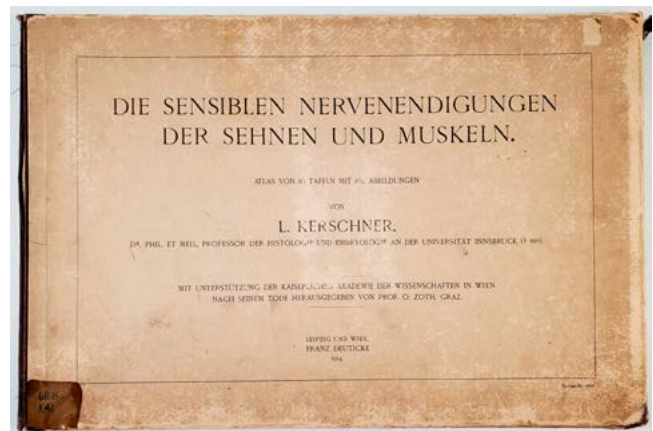 DIE SENSIBLEN NERVENENDIGUNGEN
DER SEHNEN UND MUSKELN.
ATLAS VON TAFELN MIT ABBILDUNGEN
VON
L. KERSCHNER,
DR. PHIL. ET MED., PROFESSOR DER HISTOLOGIE UND EMBRYOLOGIE AN DER UNIVERSITÄT INNSBRUCK
MIT UNTERSTÜTZUNG DER KAISERLICHEN AKADEMIE DER WISSENSCHAFTEN IN WIEN
NACH SEINEM TODE HERAUSGEGEBEN VON PROF. O. ZOTH, GRAZ.
LEIPZIG UND WIEN.
FRANZ DEUTICKE
1914